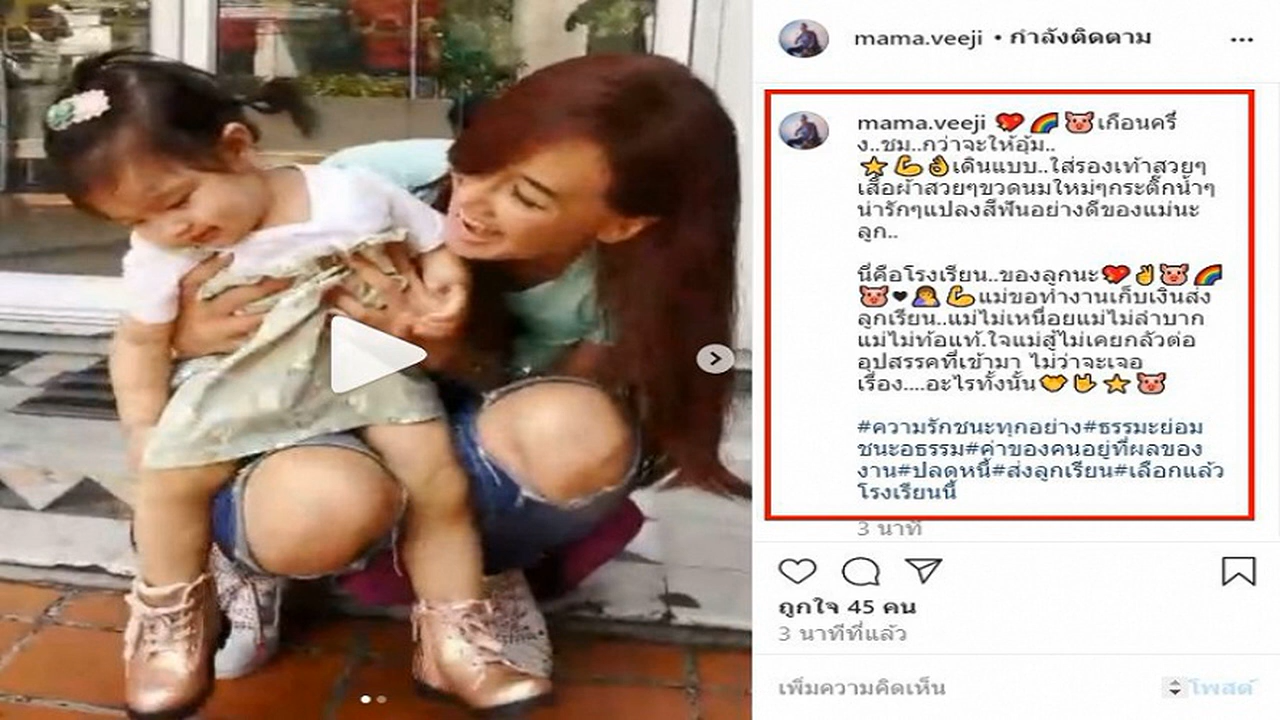 mama.veeji • กำลังติดตาม
mama.veeji 💖 🌈 🐷 เกือนครึ่
ง..ชม..กว่าจะให้อุ้ม..
⭐ 💪 👌 เดินแบบ..ใส่รองเท้าสวยๆ
เสื้อผ้าสวยๆขวดนมใหม่ๆกระติ๊กน้ำๆ
น่ารักๆแปลงสีฟันอย่างดีของแม่นะ
ลูก..
นี่คือโรงเรียน..ของลูกนะ💖 ✌ 🐷 🌈
🐷 🖤 🤱 💪 แม่ขอทำงานเก็บเงินส่ง
ลูกเรียน..แม่ไม่เหนื่อยแม่ไม่ลำบาก
แม่ไม่ท้อแท้.ใจแม่สู้ไม่เคยกลัวต่อ
อุปสรรคที่เข้ามา ไม่ว่าจะเจอ
เรื่อง....อะไรทั้งนั้น🤝 🤘 ⭐ 🐷
#ความรักชนะทุกอย่าง#ธรรมะย่อม
ชนะอธรรม#ค่าของคนอยู่ที่ผลของ
งาน#ปลดหนี้#ส่งลูกเรียน#เลือกแล้ว
โรงเรียนนี้
3 นาที
ถูกใจ 45 คน
3 นาทีที่แล้ว
เพิ่มความคิดเห็น
โพสต์